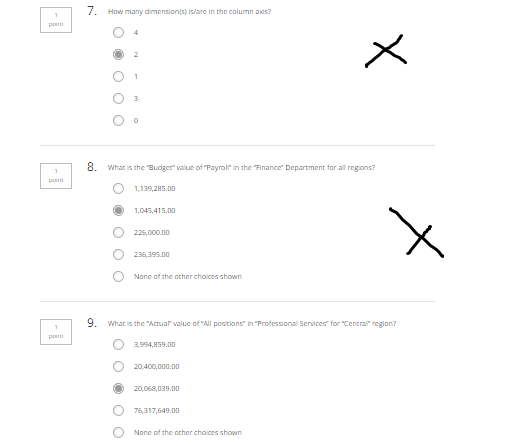 1
point
7. How many dimension(s) is/are in the column axis?
4
2
1
3
0
1
point
8. What is the "Budget" value of "Payroll" in the "Finance" Department for all regions?
1,139,285.00
1,045,415.00
226,000.00
236,395.00
None of the other choices shown
1
point
9. What is the "Actual" value of "All positions" in "Professional Services" for "Central" region?
3,994,859.00
20,400,000.00
20,068,039.00
76,317,649.00
None of the other choices shown